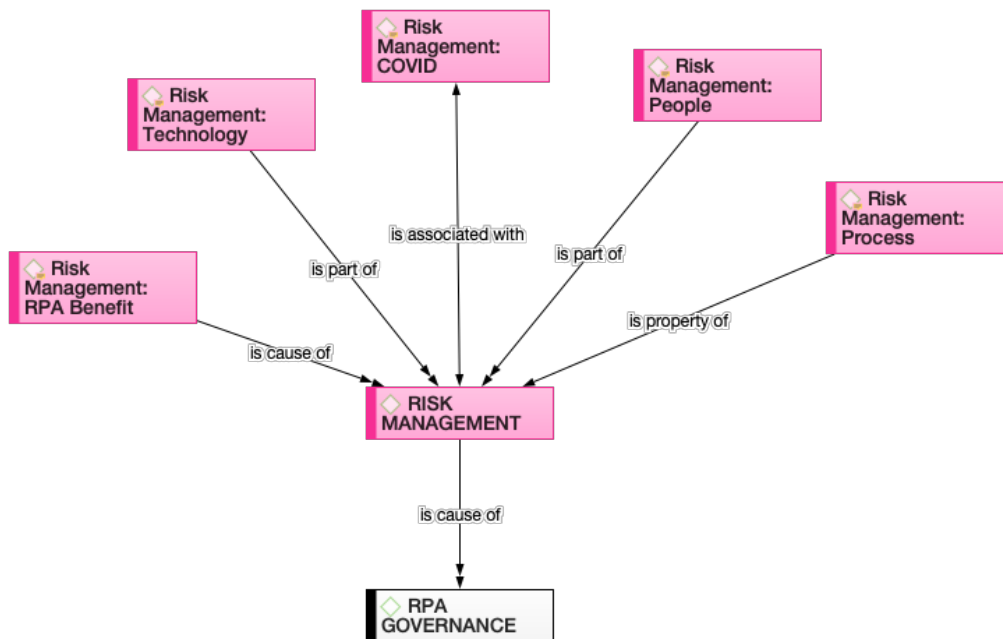 Risk
Management:
COVID
Risk
Management:
People
Risk
Management:
Technology
Risk
Management:
Process
is associated with
is part of
is part of
Risk
Management:
RPA Benefit
is property of
is cause of
RISK
MANAGEMENT
is cause of
RPA
GOVERNANCE